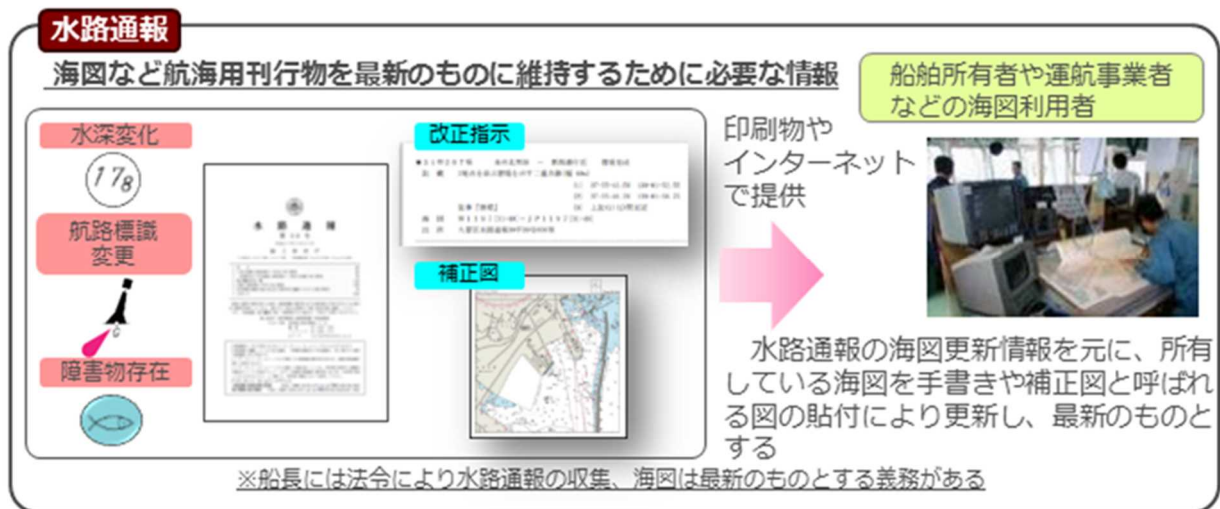 水路通報
海図など航海用刊行物を最新のものに維持するために必要な情報
船舶所有者や運航事業者
などの海図利用者
水深変化
17₈
航路標識
変更
G
障害物存在
水路通報
改正指示
補正図
印刷物や
インターネット
で提供
水路通報の海図更新情報を元に、所有
している海図を手書きや補正図と呼ばれ
る図の貼付により更新し、最新のものと
する
※船長には法令により水路通報の収集、海図は最新のものとする義務がある